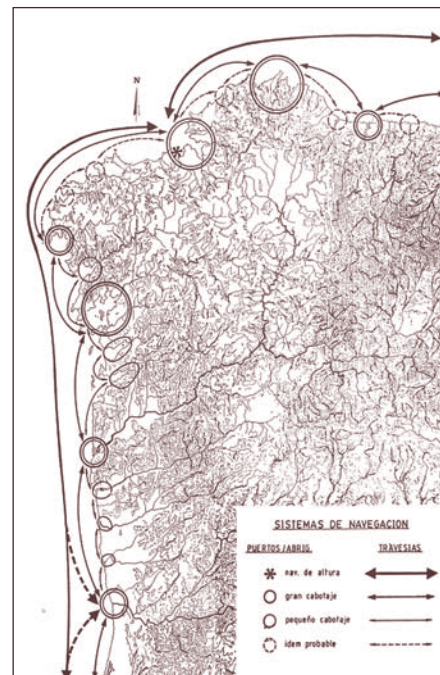 N
SISTEMAS DE NAVEGACION
PUERTOS/ABRIG. TRAVESIAS
nav. de altura
gran cabotaje
pequeño cabotaje
idem probable